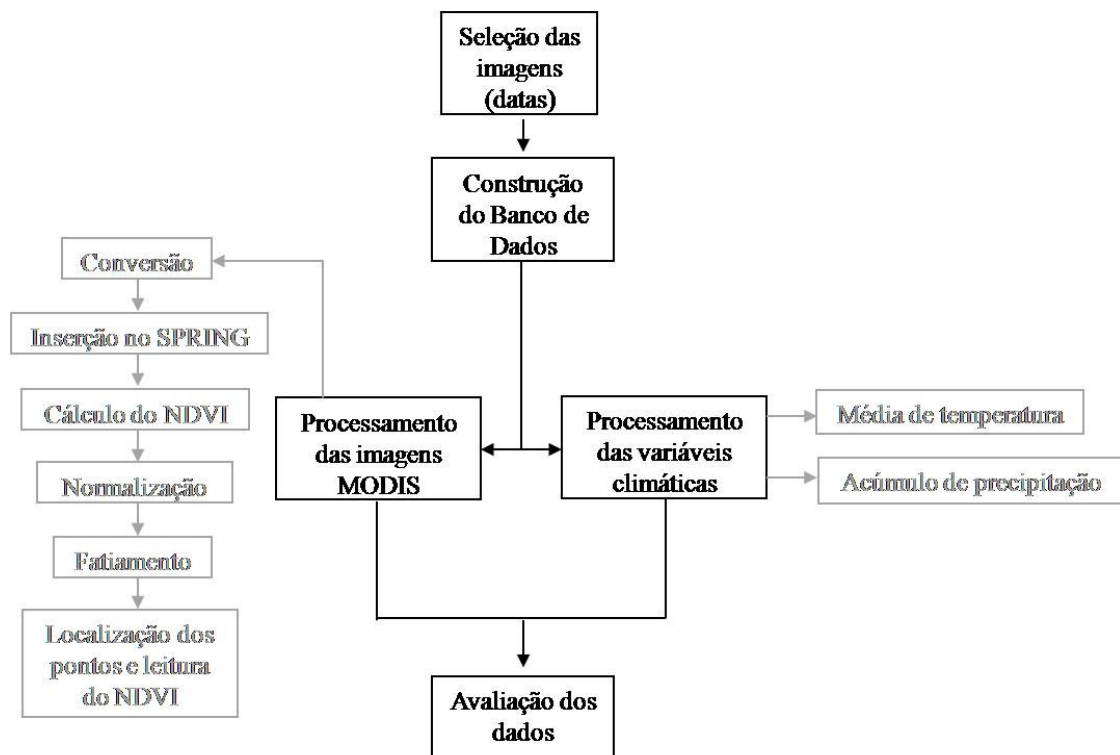 Seleção das
imagens
(datas)
Construção
do Banco de
Dados
Conversão
Inserção no SPRING
Cálculo do NDVI
Normalização
Fatiamento
Localização dos
pontos e leitura
do NDVI
Processamento
das imagens
MODIS
Processamento
das variáveis
climáticas
Média de temperatura
Acúmulo de precipitação
Avaliação dos
dados